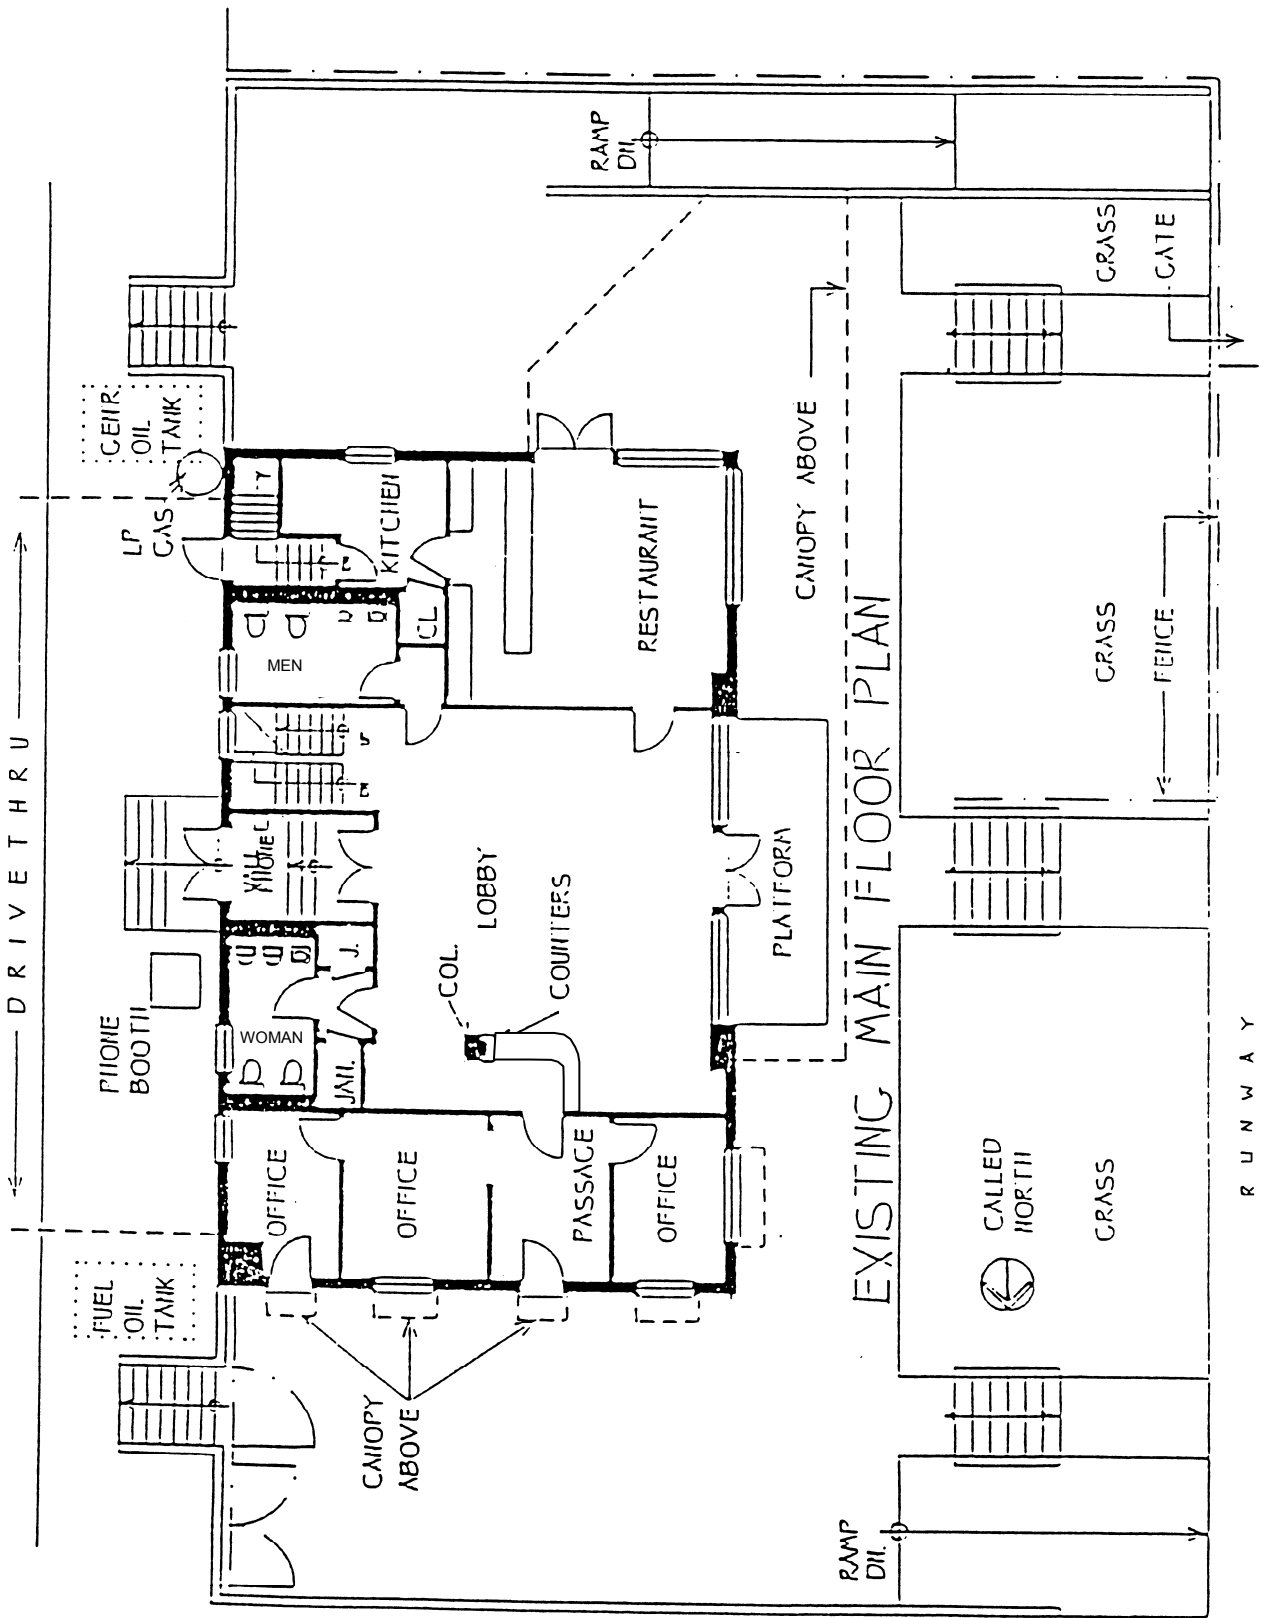 DRIVETHRU
FUEL
OIL
TANK
PHONE
BOOTH
LP
GAS
GENR
OIL
TANK
OFFICE
WOMAN
J.
JAN.
MEN
CL
KITCHEN
OFFICE
CANOPY
ABOVE
COL.
LOBBY
COUNTERS
PASSAGE
OFFICE
RESTAURANT
RAMP
DN.
PLATFORM
CANOPY ABOVE
EXISTING MAIN FLOOR PLAN
RAMP
DN.
CALLED
NORTH
GRASS
GRASS
GRASS
FENCE
GATE
RUNWAY